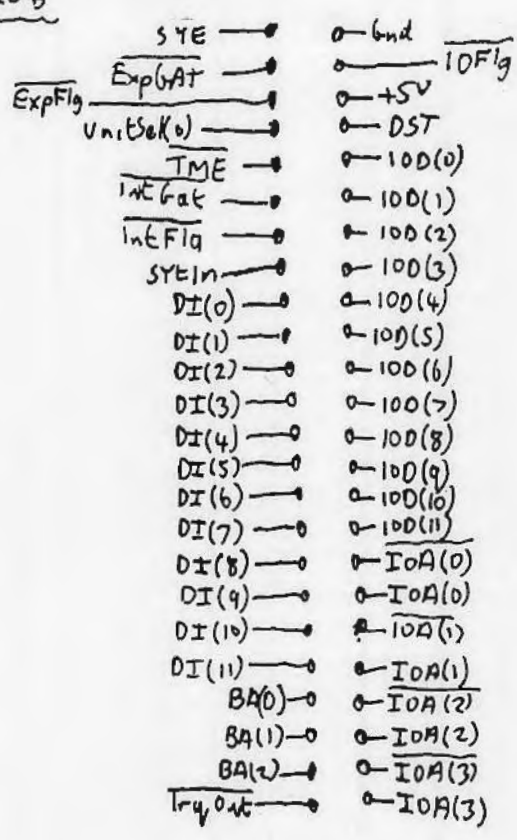 SYE Gnd
ExpGAT IOFlg
ExpFlg +5V
UnitSel(0) DST
TME IOD(0)
IntGat IOD(1)
IntFlg IOD(2)
SYEIn IOD(3)
DI(0) IOD(4)
DI(1) IOD(5)
DI(2) IOD(6)
DI(3) IOD(7)
DI(4) IOD(8)
DI(5) IOD(9)
DI(6) IOD(10)
DI(7) IOD(11)
DI(8) IOA(0)
DI(9) IOA(0)
DI(10) IOA(1)
DI(11) IOA(1)
BA(0) IOA(2)
BA(1) IOA(2)
BA(2) IOA(3)
IrqOut IOA(3)